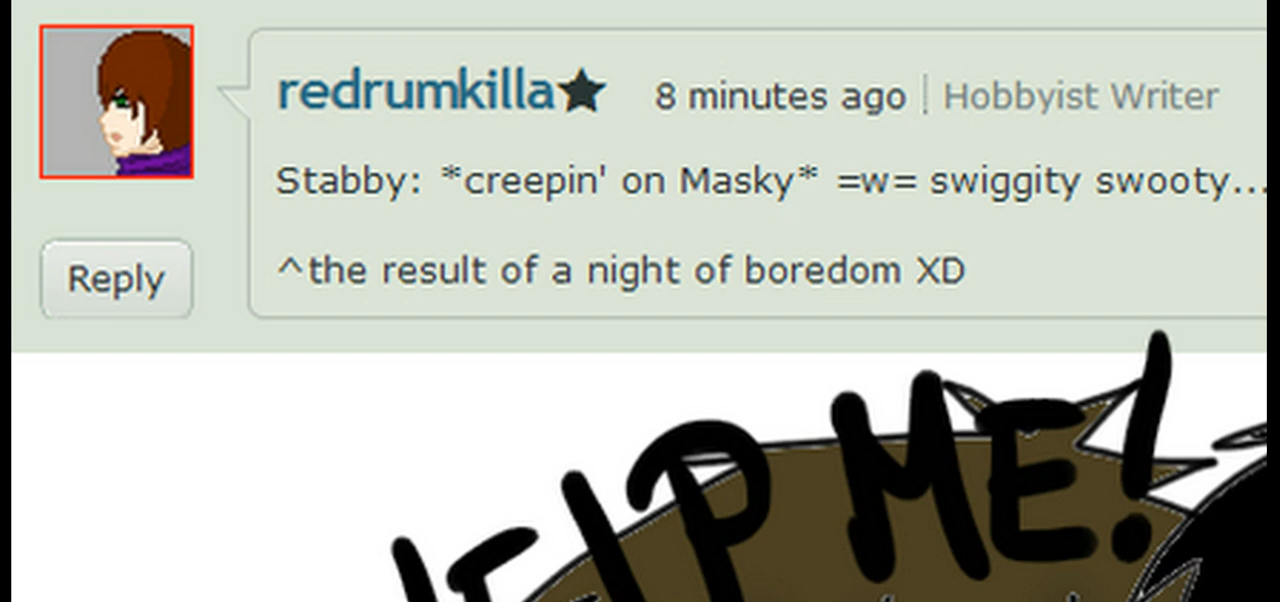 redrumkilla★ 8 minutes ago | Hobbyist Writer
Stabby: *creepin' on Masky* =w= swiggity swooty...
^the result of a night of boredom XD
Reply
HELP ME!